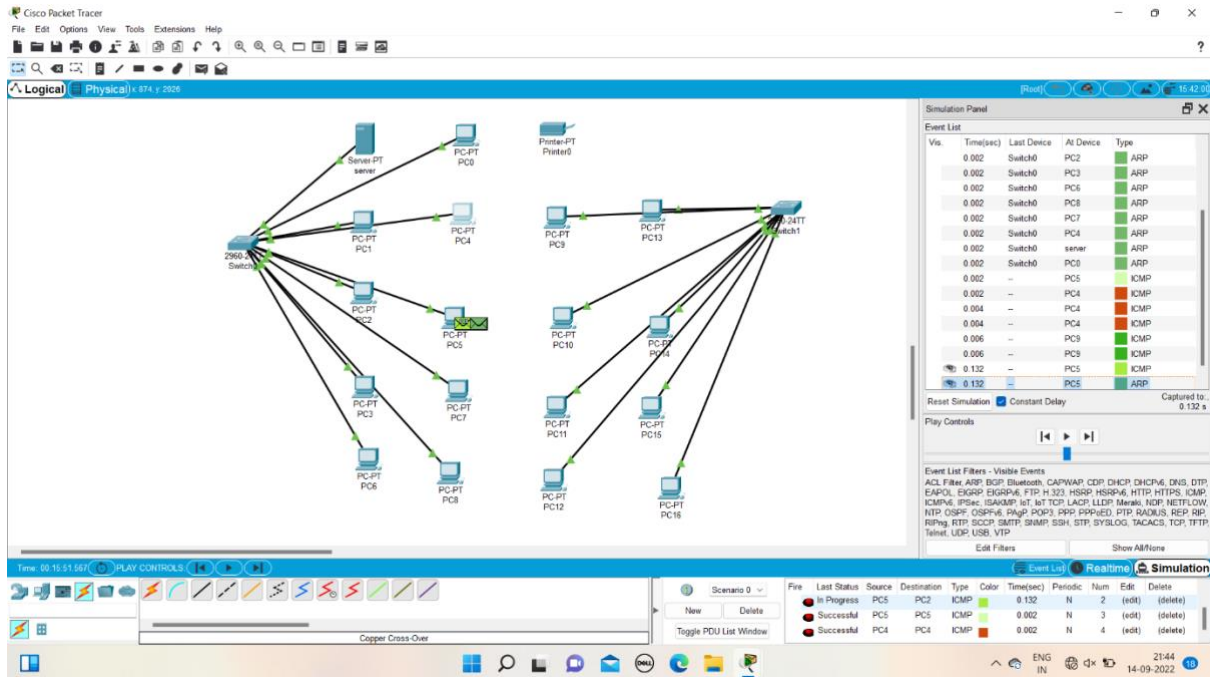 Cisco Packet Tracer
File Edit Options View Tools Extensions Help
?
Logical Physical x: 874, y: 2026 [Root] 15:42:00
Server-PT
server
PC-PT
PC0
Printer-PT
Printer0
PC-PT
PC1
PC-PT
PC4
PC-PT
PC9
PC-PT
PC13
PC-PT
PC2
PC-PT
PC5
PC-PT
PC10
PC14
PC-PT
PC3
PC-PT
PC7
PC-PT
PC11
PC-PT
PC15
PC-PT
PC6
PC-PT
PC8
PC-PT
PC12
PC-PT
PC16
Simulation Panel
Event List
Vis. Time(sec) Last Device At Device Type
0.002 Switch0 PC2 ARP
0.002 Switch0 PC3 ARP
0.002 Switch0 PC6 ARP
0.002 Switch0 PC8 ARP
0.002 Switch0 PC7 ARP
0.002 Switch0 PC4 ARP
0.002 Switch0 server ARP
0.002 Switch0 PC0 ARP
0.002 -- PC5 ICMP
0.002 -- PC4 ICMP
0.004 -- PC4 ICMP
0.004 -- PC4 ICMP
0.006 -- PC9 ICMP
0.006 -- PC9 ICMP
0.132 -- PC5 ICMP
0.132 -- PC5 ARP
Reset Simulation Constant Delay Captured to:
0.132 s
Play Controls
Event List Filters - Visible Events
ACL Filter, ARP, BGP, Bluetooth, CAPWAP, CDP, DHCP, DHCPv6, DNS, DTP,
EAPOL, EIGRP, EIGRPv6, FTP, H.323, HSRP, HSRPv6, HTTP, HTTPS, ICMP,
ICMPv6, IPSec, ISAKMP, IoT, IoT TCP, LACP, LLDP, Meraki, NDP, NETFLOW,
NTP, OSPF, OSPFv6, PAgP, POP3, PPP, PPPoED, PTP, RADIUS, REP, RIP,
RIPng, RTP, SCCP, SMTP, SNMP, SSH, STP, SYSLOG, TACACS, TCP, TFTP,
Telnet, UDP, USB, VTP
Edit Filters Show All/None
Time: 00:15:51.567 PLAY CONTROLS Event List Realtime Simulation
Scenario 0
New Delete
Toggle PDU List Window
Fire Last Status Source Destination Type Color Time(sec) Periodic Num Edit Delete
In Progress PC5 PC2 ICMP 0.132 N 2 (edit) (delete)
Successful PC5 PC5 ICMP 0.002 N 3 (edit) (delete)
Successful PC4 PC4 ICMP 0.002 N 4 (edit) (delete)
Copper Cross-Over
DELL
ENG
IN
21:44
14-09-2022
18